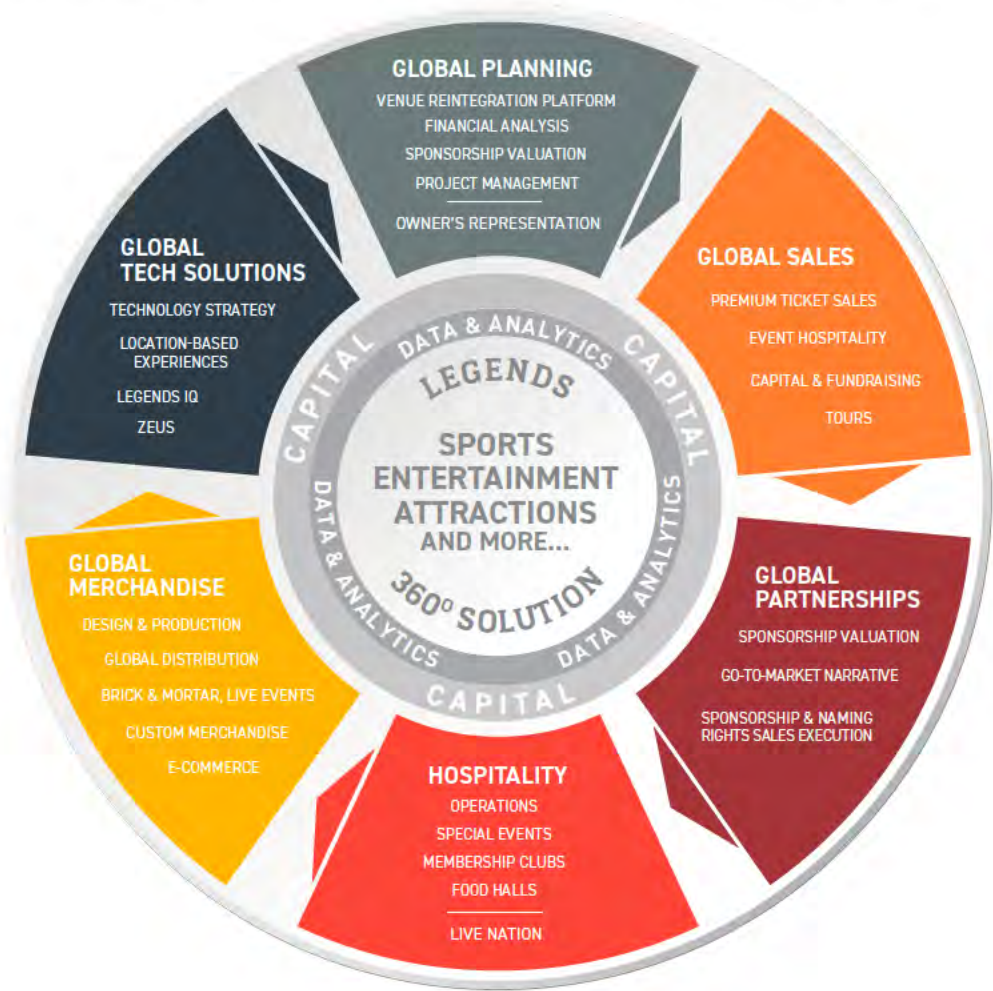 GLOBAL PLANNING
VENUE REINTEGRATION PLATFORM
FINANCIAL ANALYSIS
SPONSORSHIP VALUATION
PROJECT MANAGEMENT
OWNER'S REPRESENTATION
GLOBAL SALES
PREMIUM TICKET SALES
EVENT HOSPITALITY
CAPITAL & FUNDRAISING
TOURS
GLOBAL
PARTNERSHIPS
SPONSORSHIP VALUATION
GO-TO-MARKET NARRATIVE
SPONSORSHIP & NAMING
RIGHTS SALES EXECUTION
HOSPITALITY
OPERATIONS
SPECIAL EVENTS
MEMBERSHIP CLUBS
FOOD HALLS
LIVE NATION
GLOBAL
MERCHANDISE
DESIGN & PRODUCTION
GLOBAL DISTRIBUTION
BRICK & MORTAR, LIVE EVENTS
CUSTOM MERCHANDISE
E-COMMERCE
GLOBAL
TECH SOLUTIONS
TECHNOLOGY STRATEGY
LOCATION-BASED
EXPERIENCES
LEGENDS IQ
ZEUS
CAPITAL
CAPITAL
CAPITAL
DATA & ANALYTICS
DATA & ANALYTICS
DATA & ANALYTICS
LEGENDS
SPORTS
ENTERTAINMENT
ATTRACTIONS
AND MORE...
360º SOLUTION